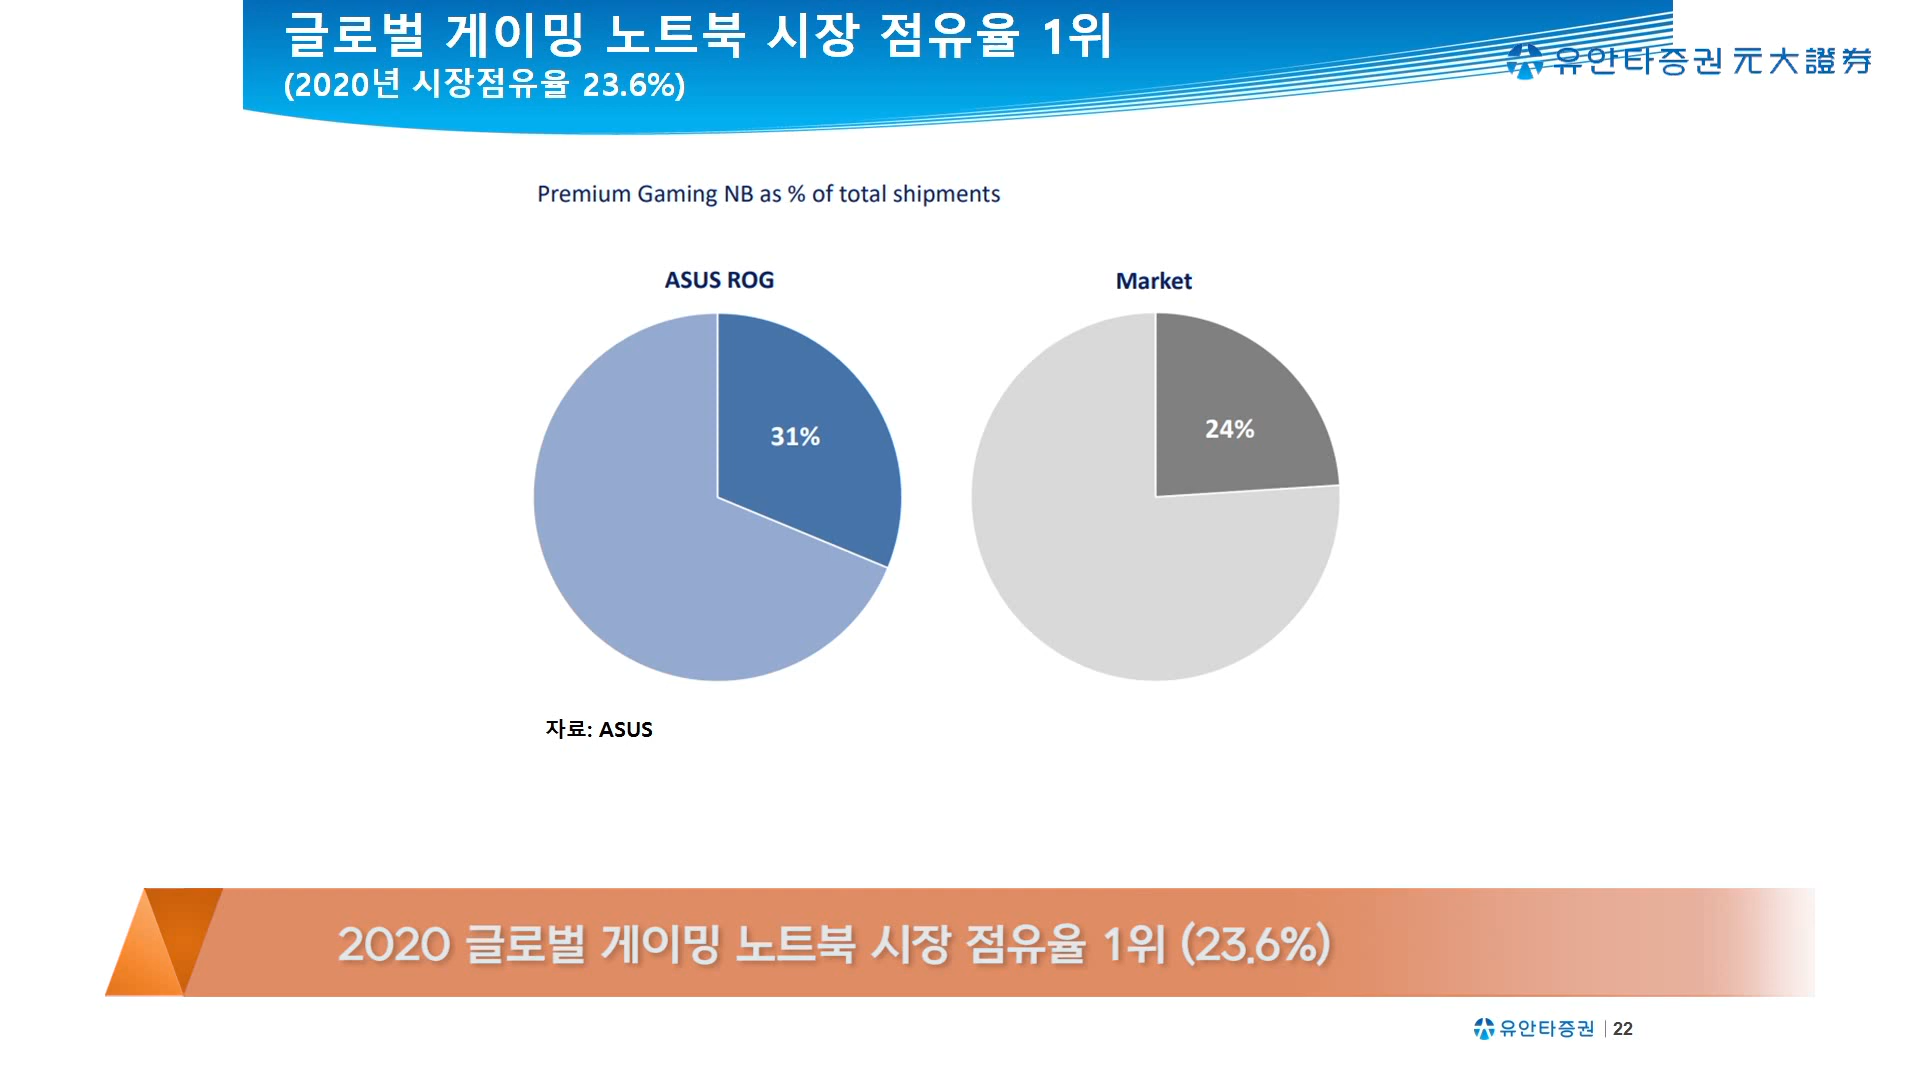 글로벌 게이밍 노트북 시장 점유율 1위
(2020년 시장점유율 23.6%)
유안타증권 元大證券
Premium Gaming NB as % of total shipments
ASUS ROG
Market
31%
24%
자료: ASUS
2020 글로벌 게이밍 노트북 시장 점유율 1위 (23.6%)
유안타증권 | 22